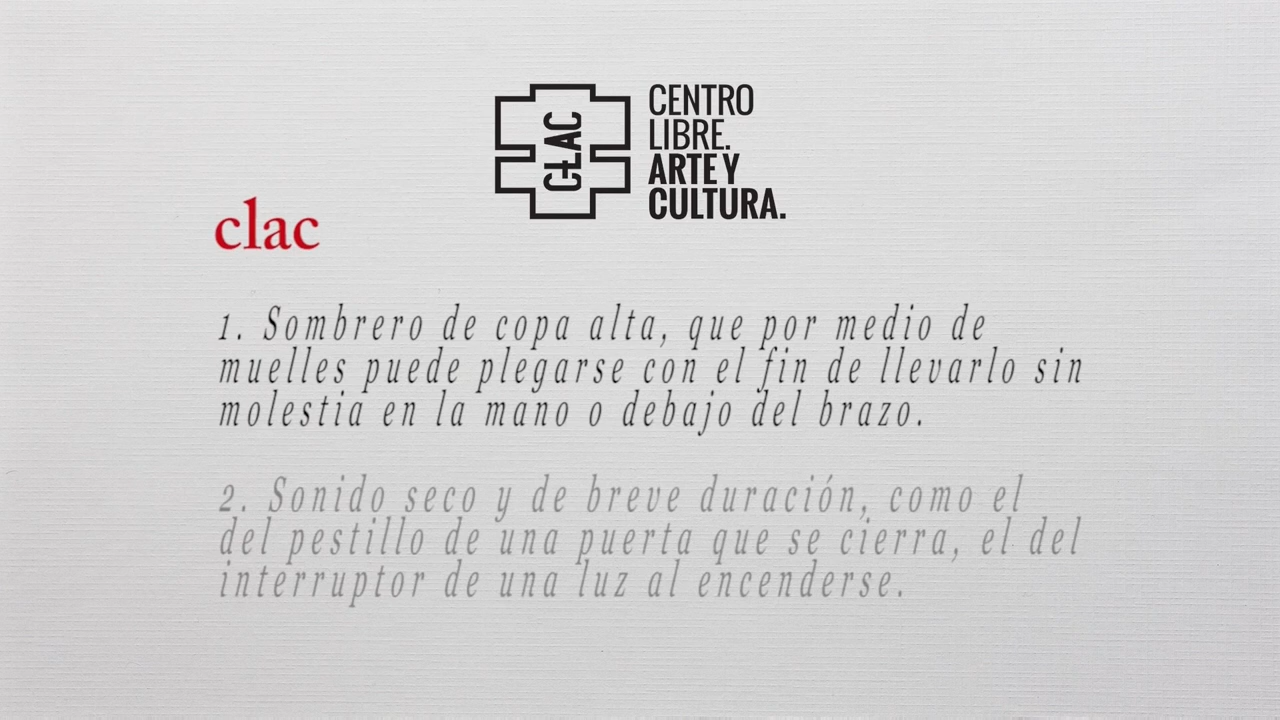 CLAC
CENTRO
LIBRE.
ARTE Y
CULTURA.
clac
1. Sombrero de copa alta, que por medio de
muelles puede plegarse con el fin de llevarlo sin
molestia en la mano o debajo del brazo.
2. Sonido seco y de breve duración, como el
del pestillo de una puerta que se cierra, el del
interruptor de una luz al encenderse.